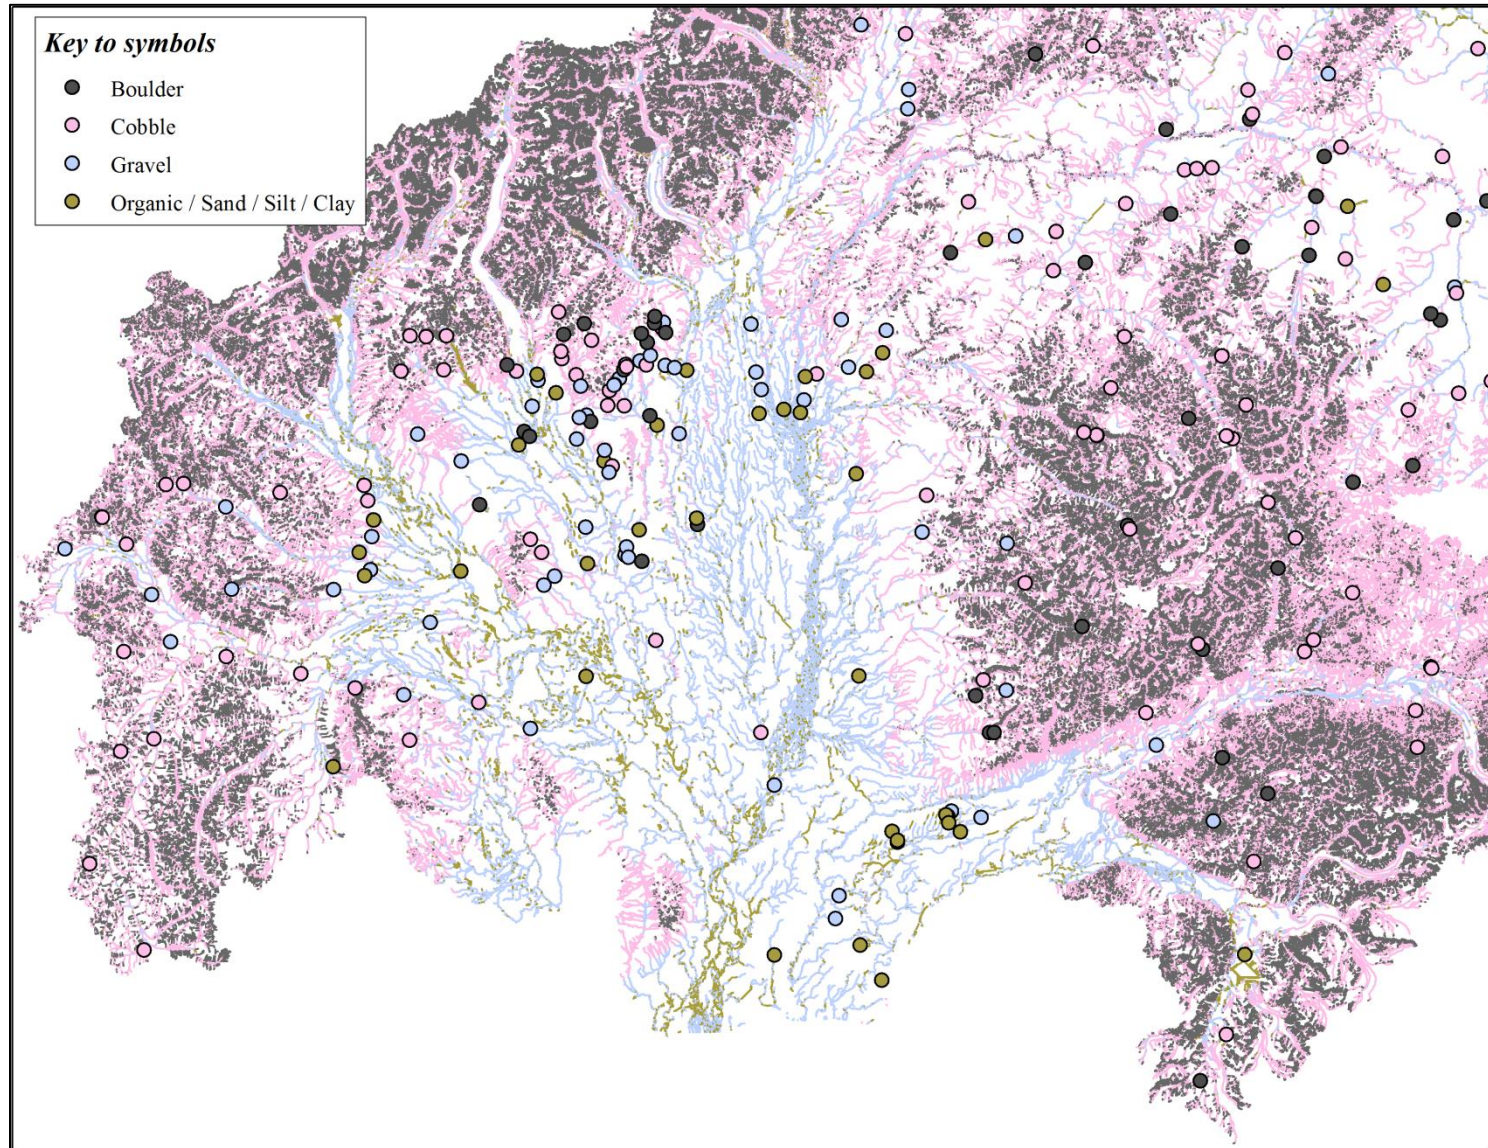 Key to symbols
Boulder
Cobble
Gravel
Organic / Sand / Silt / Clay